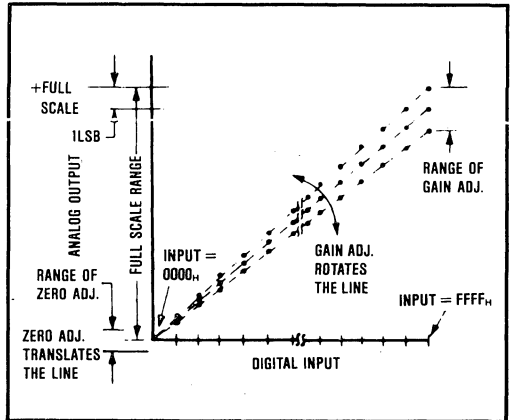 +FULL
SCALE
1LSB
ANALOG OUTPUT
FULL SCALE RANGE
RANGE OF
GAIN ADJ.
INPUT =
0000H
GAIN ADJ.
ROTATES
THE LINE
RANGE OF
ZERO ADJ.
INPUT = FFFFH
ZERO ADJ.
TRANSLATES
THE LINE
DIGITAL INPUT